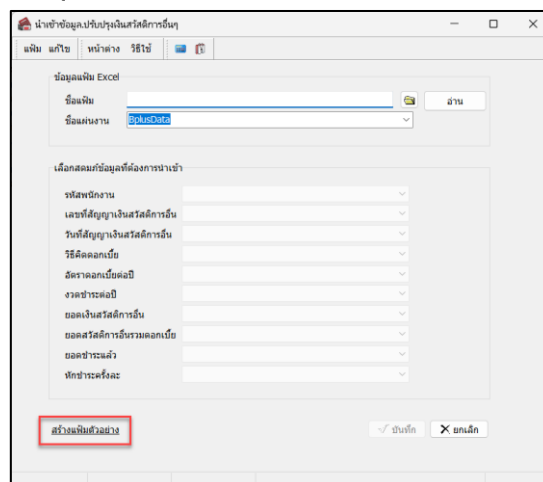 นำเข้าข้อมูล.ปรับปรุงเงินสวัสดิการอื่นๆ
แฟ้ม แก้ไข หน้าต่าง วิธีใช้
ข้อมูลแฟ้ม Excel
ชื่อแฟ้ม อ่าน
ชื่อแผ่นงาน BplusData
เลือกสดมภ์ข้อมูลที่ต้องการนำเข้า
รหัสพนักงาน
เลขที่สัญญาเงินสวัสดิการอื่น
วันที่สัญญาเงินสวัสดิการอื่น
วิธีคิดดอกเบี้ย
อัตราดอกเบี้ยต่อปี
งวดชำระต่อปี
ยอดเงินสวัสดิการอื่น
ยอดสวัสดิการอื่นรวมดอกเบี้ย
ยอดชำระแล้ว
หักชำระครั้งละ
สร้างแฟ้มตัวอย่าง บันทึก ยกเลิก